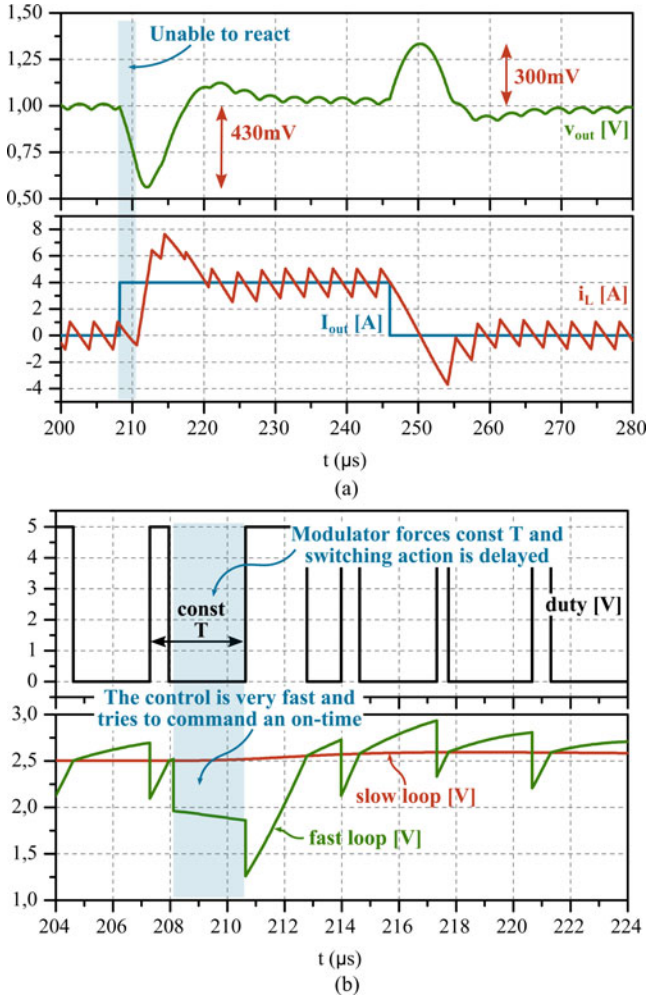 1,50
1,25
1,00
0,75
0,50
Unable to react
430mV
300mV
v_out [V]
8
6
4
2
0
-2
-4
I_out [A]
i_L [A]
200 210 220 230 240 250 260 270 280
t (µs)
(a)
5
4
3
2
1
0
Modulator forces const T and
switching action is delayed
const
T
duty [V]
The control is very fast and
tries to command an on-time
3,0
2,5
2,0
1,5
1,0
slow loop [V]
fast loop [V]
204 206 208 210 212 214 216 218 220 222 224
t (µs)
(b)